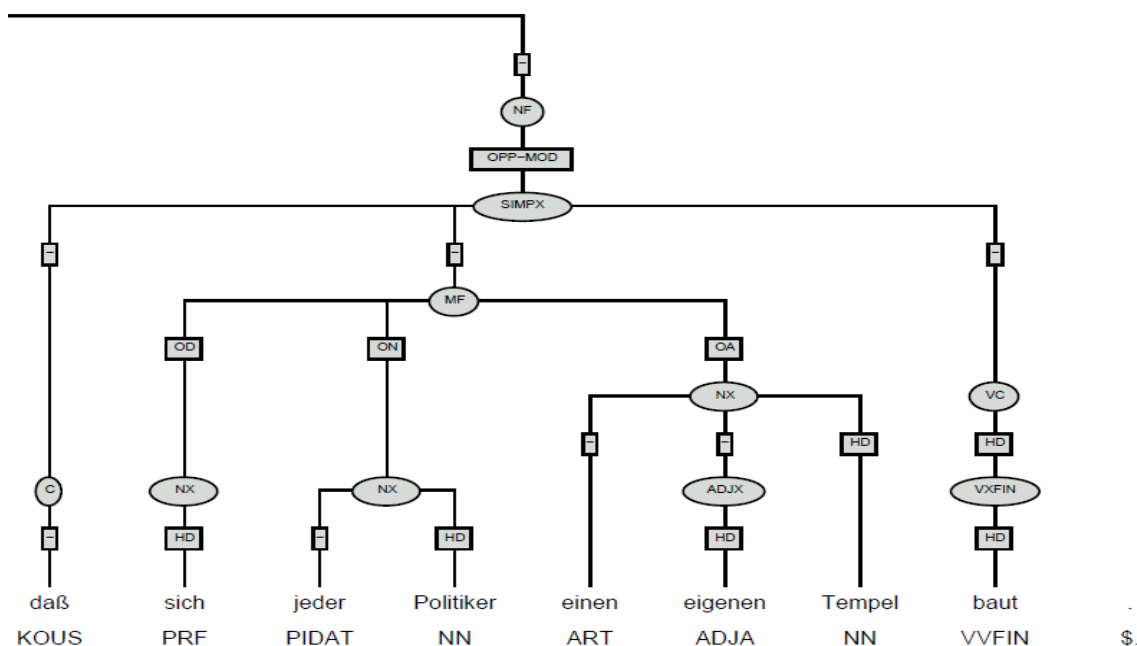 –
NF
OPP–MOD
SIMPX
– – –
MF
OD ON OA
NX VC
– – HD HD
C NX NX ADJX VXFIN
– HD – HD HD HD
daß sich jeder Politiker einen eigenen Tempel baut .
KOUS PRF PIDAT NN ART ADJA NN VVFIN $.